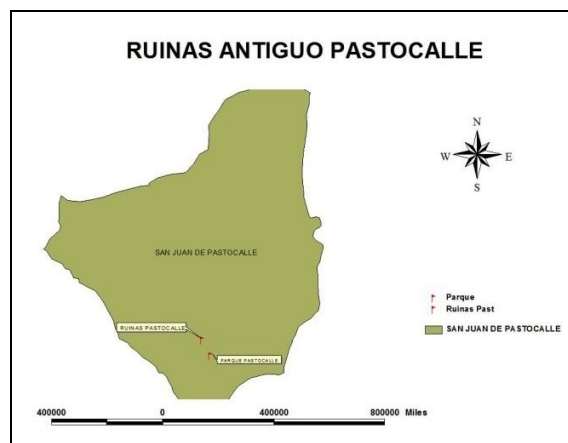 RUINAS ANTIGUO PASTOCALLE
N
W E
S
SAN JUAN DE PASTOCALLE
RUINAS PASTOCALLE
PARQUE PASTOCALLE
Parque
Ruinas Past
SAN JUAN DE PASTOCALLE
400000 0 400000 800000 Miles